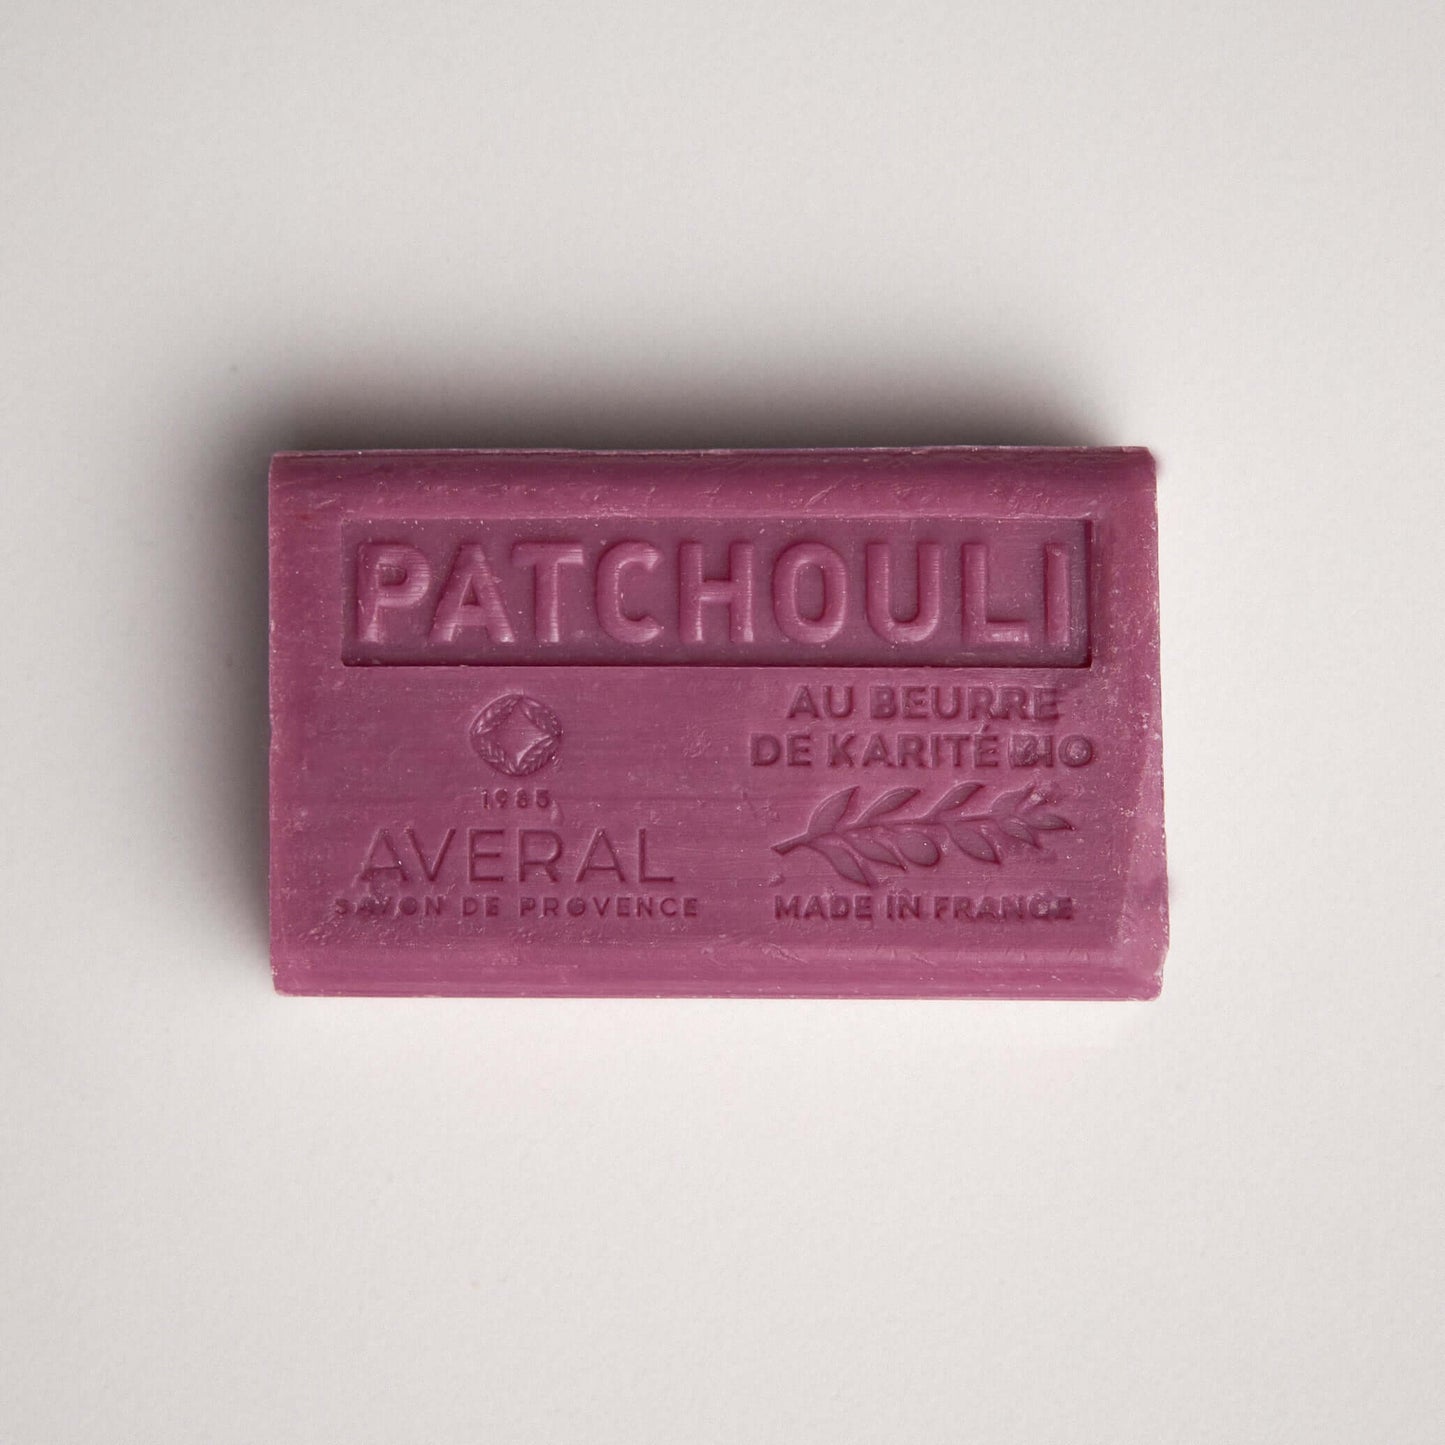 PATCHOULI
1985
AVERAL
SAVON DE PROVENCE
AU BEURRE
DE KARITÉ BIO
MADE IN FRANCE